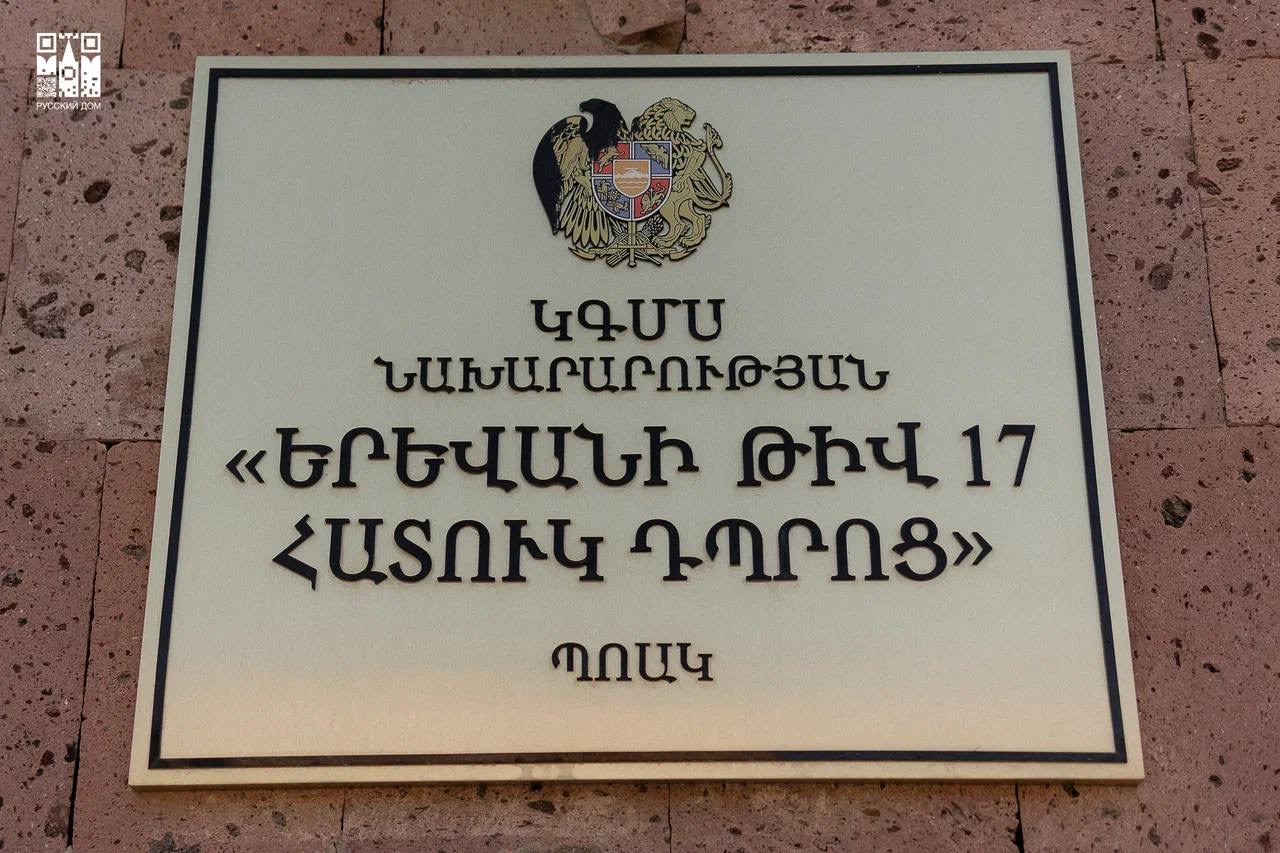 РУССКИЙ ДОМ
ԿԳՄՍ
ՆԱԽԱՐԱՐՈՒԹՅԱՆ
«ԵՐԵՎԱՆԻ ԹԻՎ 17
ՀԱՏՈՒԿ ԴՊՐՈՑ»
ՊՈԱԿ